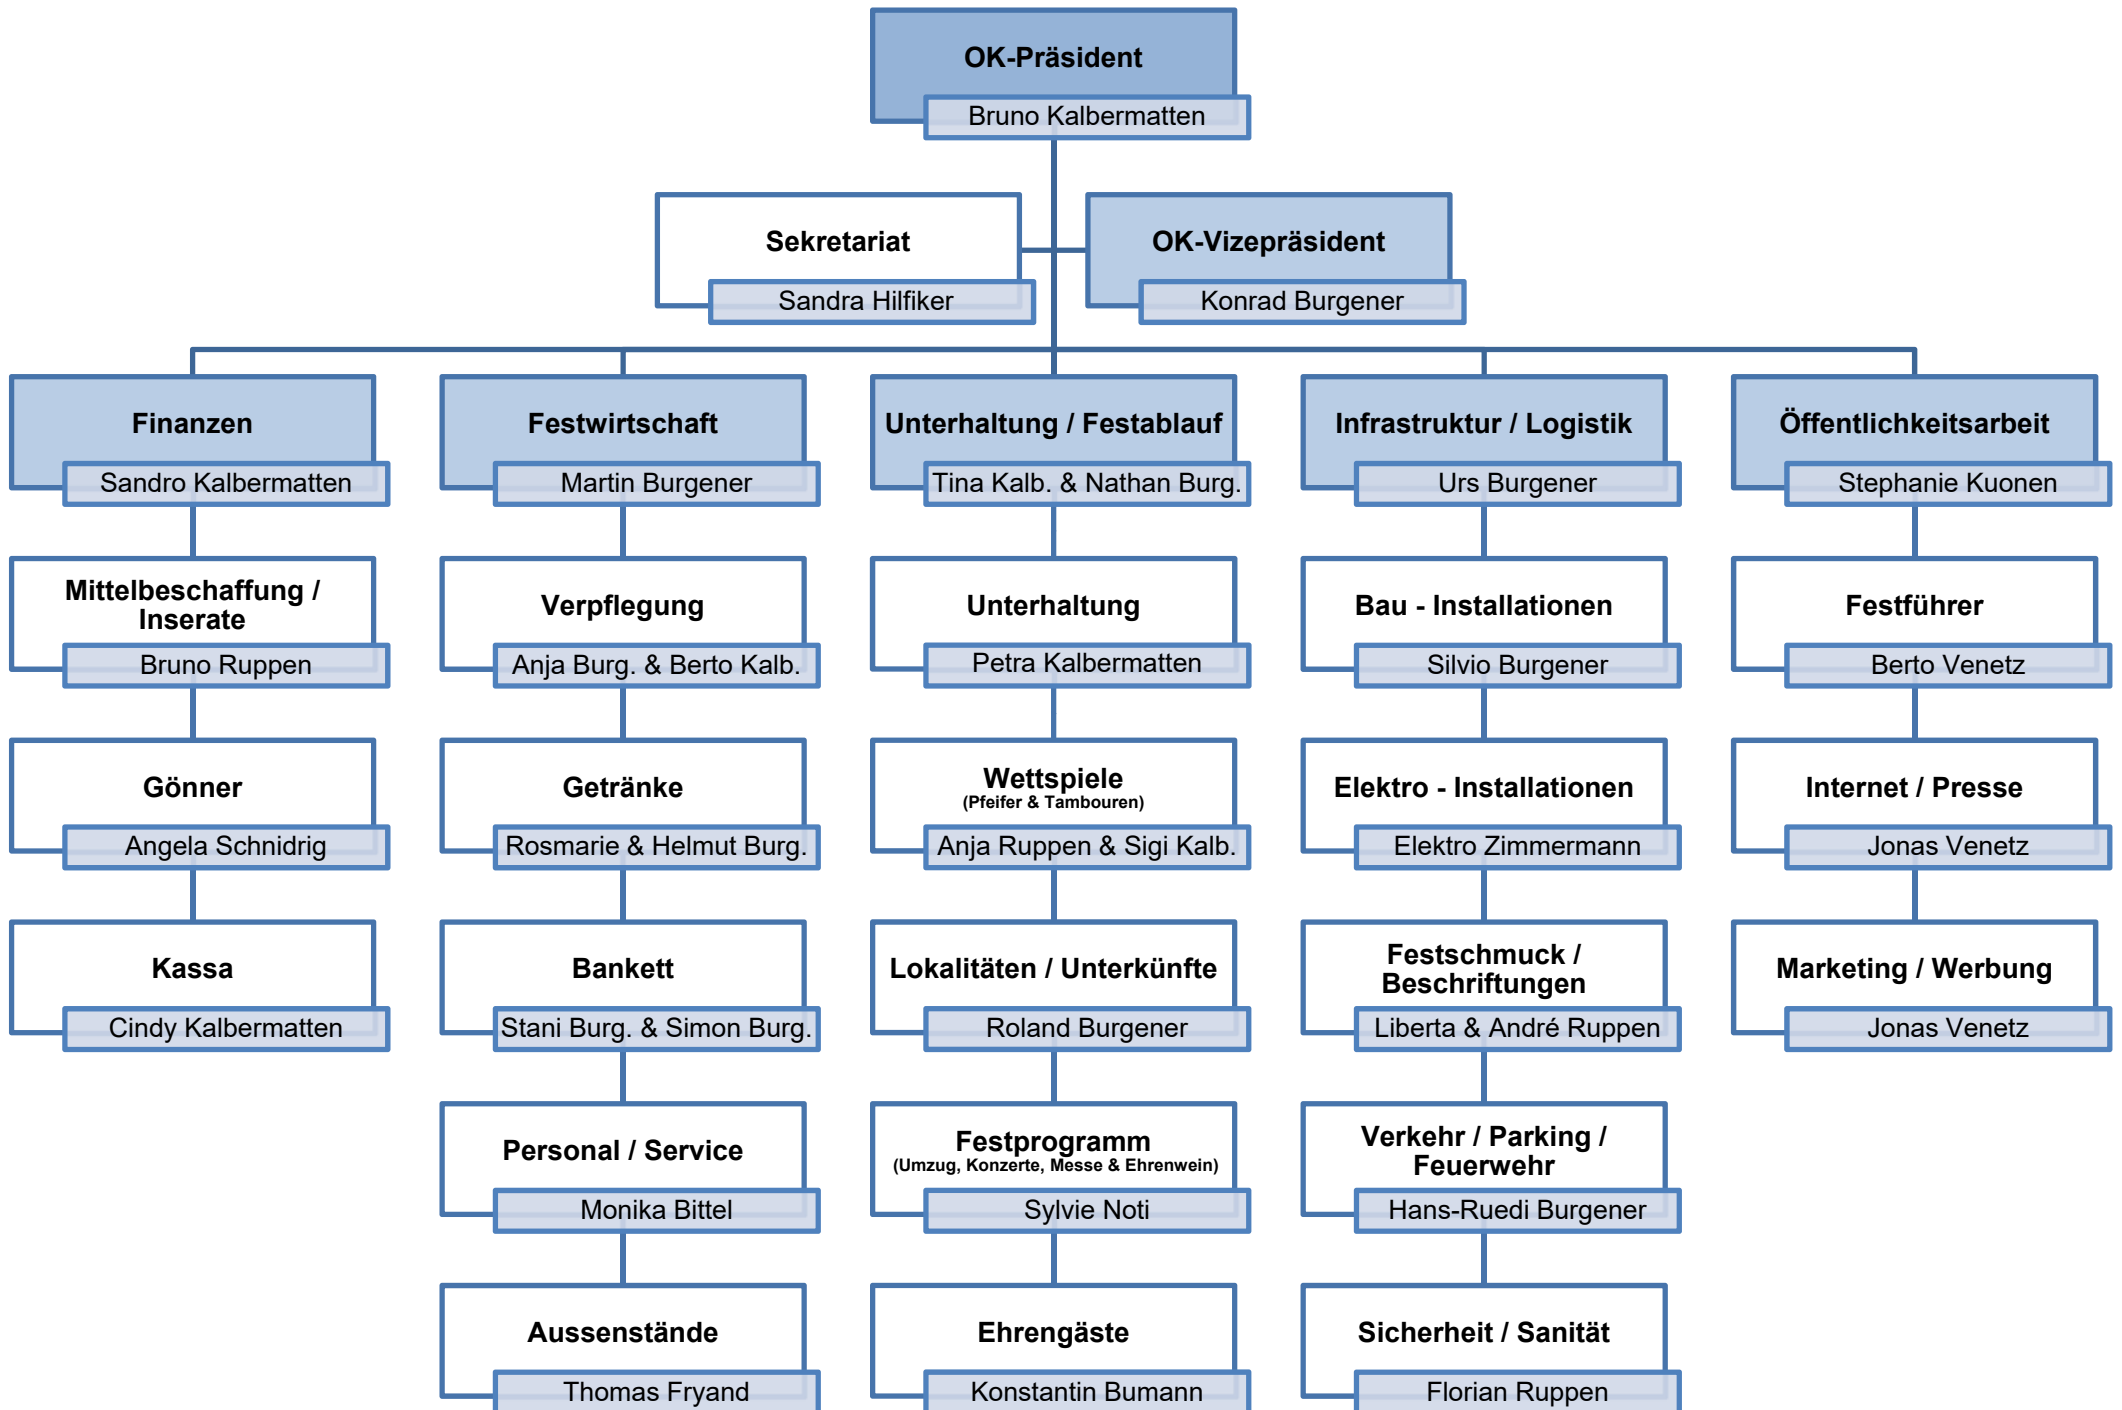 OK-Präsident
Bruno Kalbermatten
Sekretariat
Sandra Hilfiker
OK-Vizepräsident
Konrad Burgener
Finanzen
Sandro Kalbermatten
Mittelbeschaffung /
Inserate
Bruno Ruppen
Gönner
Angela Schnidrig
Kassa
Cindy Kalbermatten
Festwirtschaft
Martin Burgener
Verpflegung
Anja Burg. & Berto Kalb.
Getränke
Rosmarie & Helmut Burg.
Bankett
Stani Burg. & Simon Burg.
Personal / Service
Monika Bittel
Aussenstände
Thomas Fryand
Unterhaltung / Festablauf
Tina Kalb. & Nathan Burg.
Unterhaltung
Petra Kalbermatten
Wettspiele
(Pfeifer & Tambouren)
Anja Ruppen & Sigi Kalb.
Lokalitäten / Unterkünfte
Roland Burgener
Festprogramm
(Umzug, Konzerte, Messe & Ehrenwein)
Sylvie Noti
Ehrengäste
Konstantin Bumann
Infrastruktur / Logistik
Urs Burgener
Bau - Installationen
Silvio Burgener
Elektro - Installationen
Elektro Zimmermann
Festschmuck /
Beschriftungen
Liberta & André Ruppen
Verkehr / Parking /
Feuerwehr
Hans-Ruedi Burgener
Sicherheit / Sanität
Florian Ruppen
Öffentlichkeitsarbeit
Stephanie Kuonen
Festführer
Berto Venetz
Internet / Presse
Jonas Venetz
Marketing / Werbung
Jonas Venetz